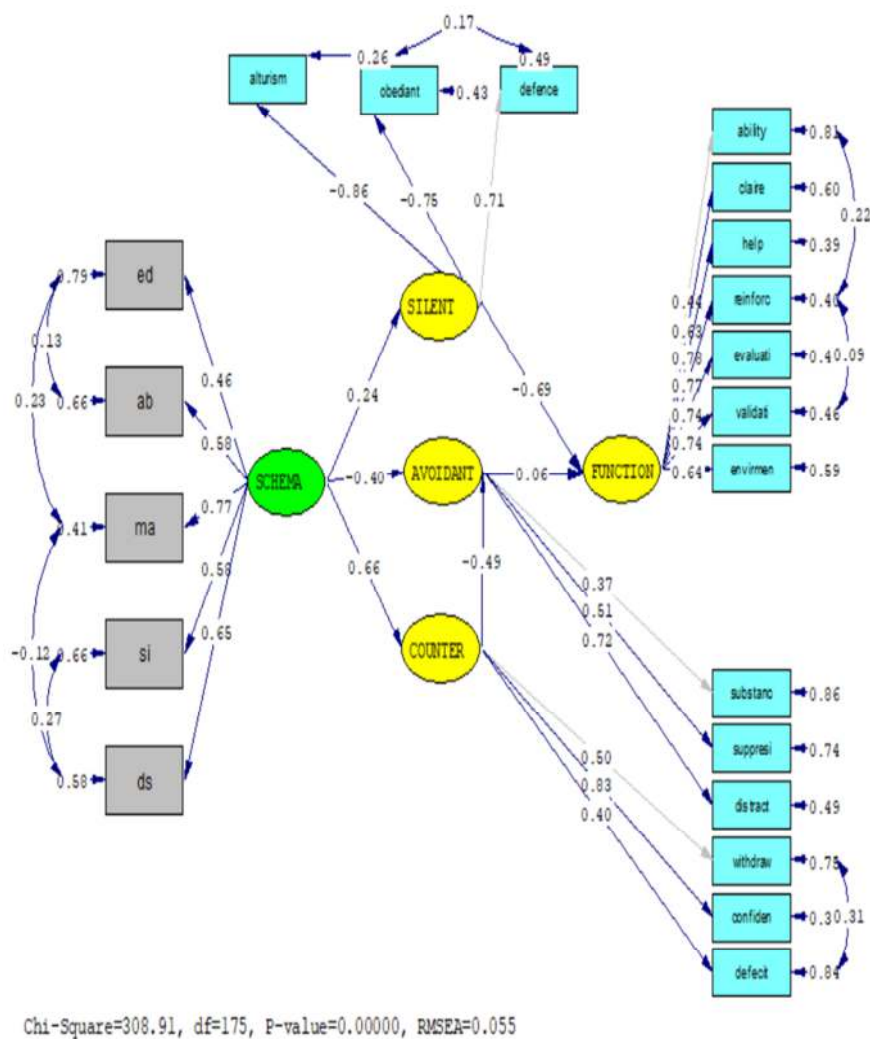 0.17
0.26
0.49
alturism
obediant
0.43
defence
ability
0.81
-0.86
-0.75
0.71
claire
0.60
0.22
help
0.39
ed
0.79
SILENT
reinforc
0.40
0.44
0.63
0.78
0.13
0.46
evaluati
0.4
0.09
0.77
0.23
0.66
ab
0.24
-0.69
0.74
validati
0.46
0.58
0.74
SCHEMA
AVOIDANT
0.06
FUNCTION
0.64
envirmen
0.59
-0.40
0.77
0.41
ma
0.58
0.66
-0.49
0.37
0.51
0.65
0.72
-0.12
0.66
si
COUNTER
substanc
0.86
0.27
suppresi
0.74
0.50
0.58
ds
0.83
distract
0.49
0.40
withdraw
0.75
confiden
0.3
0.31
defecit
0.84
Chi-Square=308.91, df=175, P-value=0.00000, RMSEA=0.055